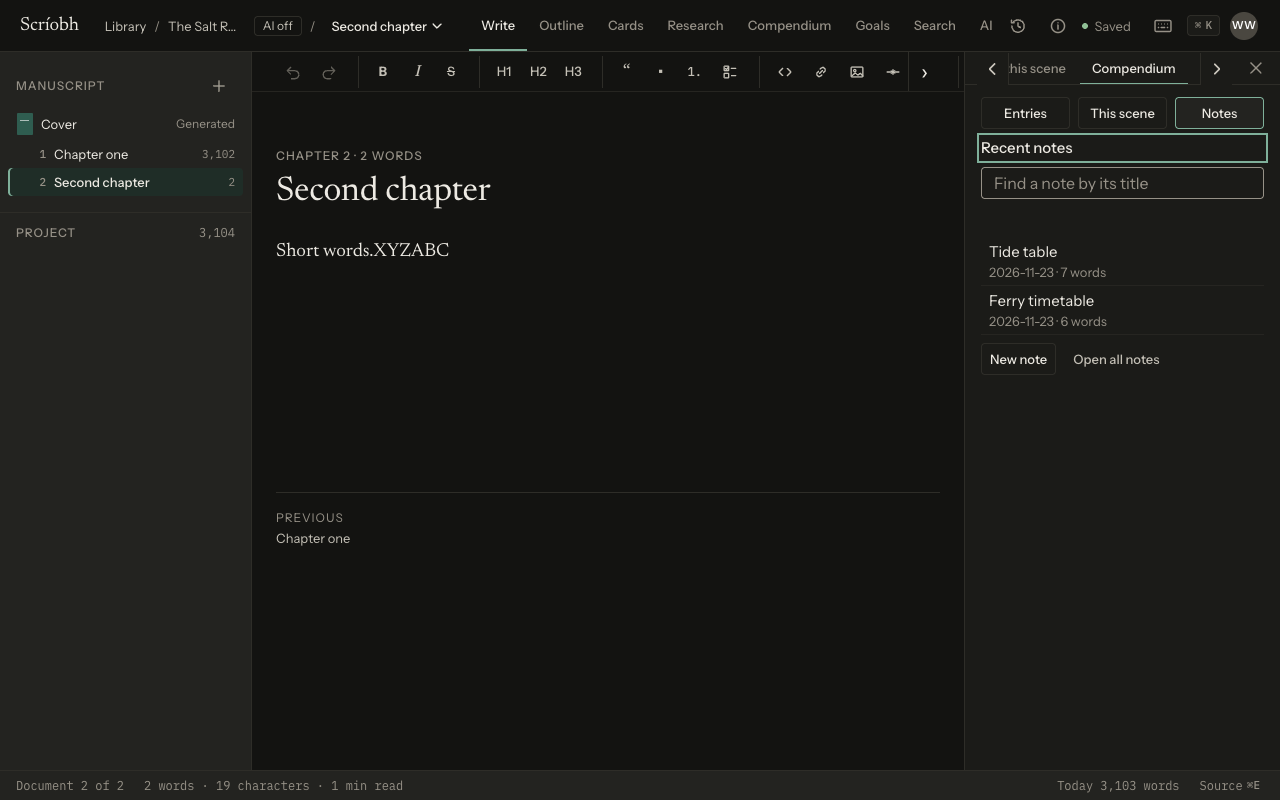 Scríobh
Library / The Salt R... AI off / Second chapter
Write Outline Cards Research Compendium Goals Search AI
Saved ⌘ K WW
MANUSCRIPT
Cover Generated
1 Chapter one 3,102
2 Second chapter 2
PROJECT 3,104
B I S H1 H2 H3 “ 1.
CHAPTER 2 · 2 WORDS
Second chapter
Short words.XYZABC
PREVIOUS
Chapter one
his scene Compendium
Entries This scene Notes
Recent notes
Find a note by its title
Tide table
2026-11-23 · 7 words
Ferry timetable
2026-11-23 · 6 words
New note Open all notes
Document 2 of 2 2 words · 19 characters · 1 min read
Today 3,103 words Source ⌘E